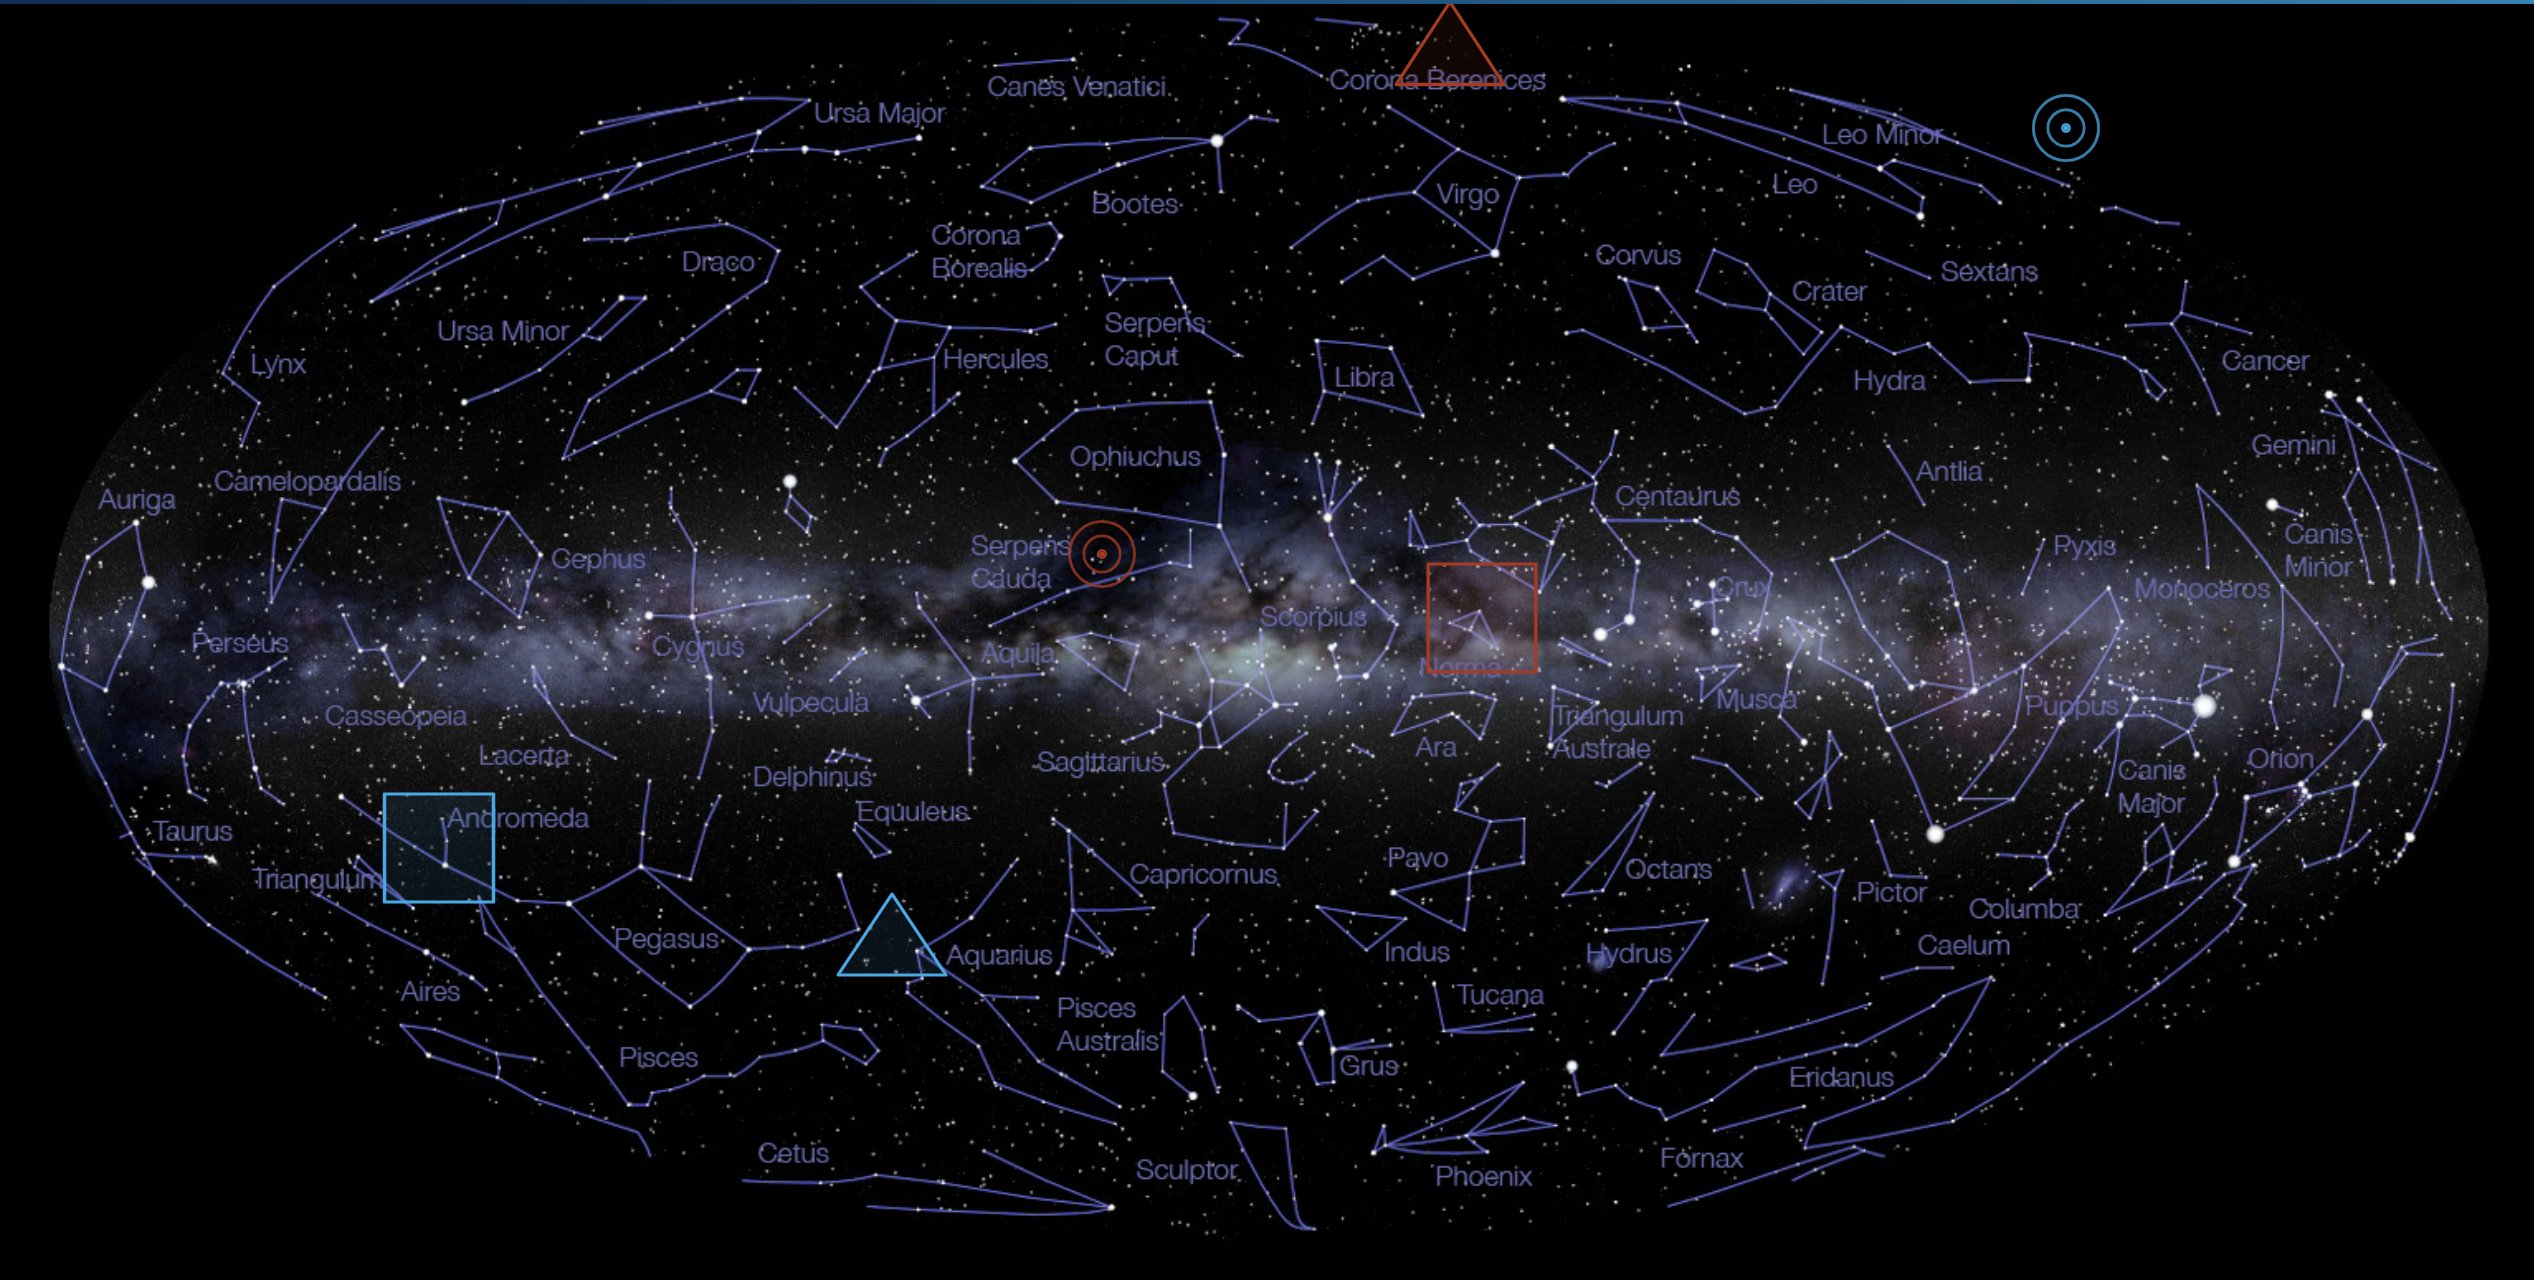 Canes Venatici
Corona Berenices
Ursa Major
Leo Minor
Leo
Virgo
Bootes
Corona
Borealis
Draco
Corvus
Sextans
Crater
Ursa Minor
Serpens
Caput
Hercules
Lynx
Libra
Hydra
Cancer
Gemini
Ophiuchus
Antlia
Camelopardalis
Auriga
Centaurus
Canis
Minor
Serpens
Cauda
Cephus
Pyxis
Crux
Monoceros
Scorpius
Perseus
Cygnus
Aquila
Norma
Vulpecula
Musca
Puppus
Casseopeia
Triangulum
Australe
Lacerta
Ara
Sagittarius
Orion
Delphinus
Canis
Major
Equuleus
Andromeda
Taurus
Pavo
Octans
Capricornus
Triangulum
Pictor
Columba
Pegasus
Aquarius
Indus
Hydrus
Caelum
Aires
Tucana
Pisces
Australis
Pisces
Grus
Eridanus
Cetus
Sculptor
Fornax
Phoenix